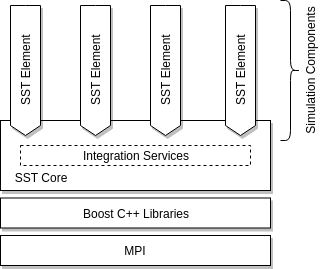 SST Element
SST Element
SST Element
SST Element
Simulation Components
Integration Services
SST Core
Boost C++ Libraries
MPI